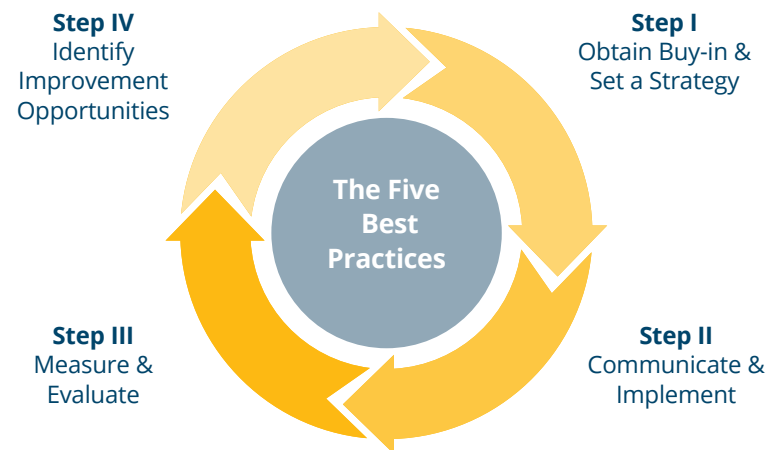 Step IV
Identify
Improvement
Opportunities
Step I
Obtain Buy-in &
Set a Strategy
The Five
Best
Practices
Step III
Measure &
Evaluate
Step II
Communicate &
Implement